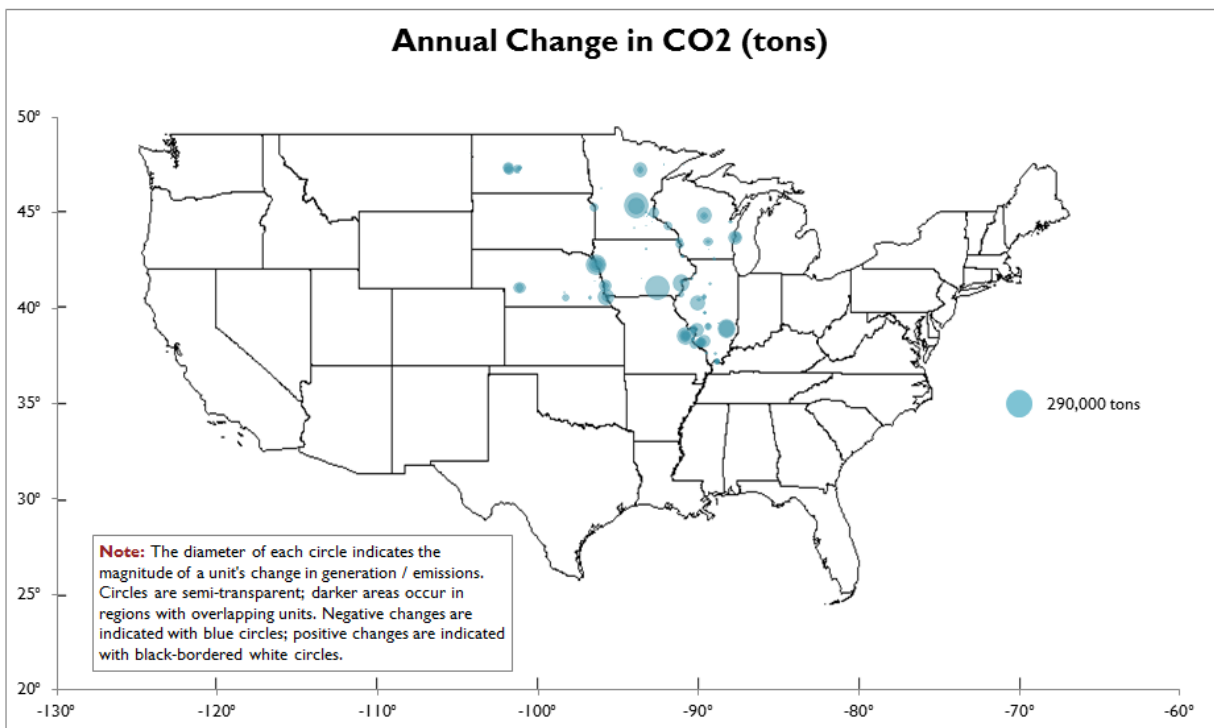 Annual Change in CO2 (tons)
50°
45°
40°
35°
30°
25°
20°
290,000 tons
Note: The diameter of each circle indicates the
magnitude of a unit's change in generation / emissions.
Circles are semi-transparent; darker areas occur in
regions with overlapping units. Negative changes are
indicated with blue circles; positive changes are indicated
with black-bordered white circles.
-130° -120° -110° -100° -90° -80° -70° -60°